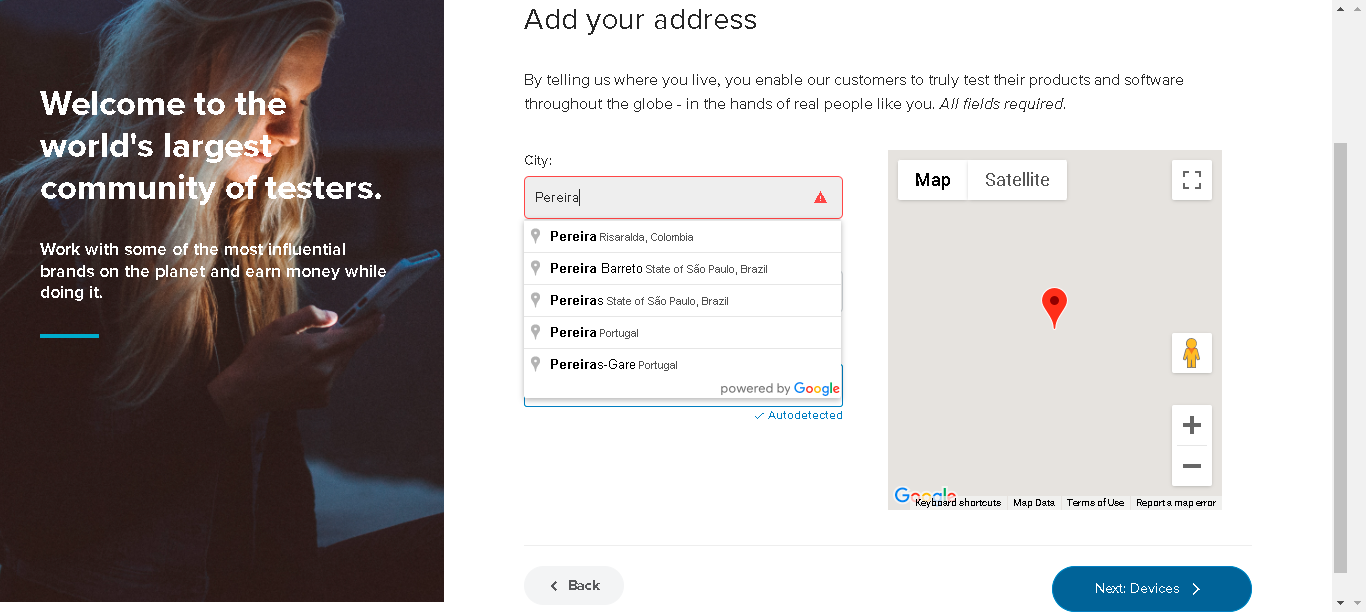 Welcome to the
world's largest
community of testers.
Work with some of the most influential
brands on the planet and earn money while
doing it.
Add your address
By telling us where you live, you enable our customers to truly test their products and software
throughout the globe - in the hands of real people like you. All fields required.
City:
Pereira
Pereira Risaralda, Colombia
Pereira Barreto State of São Paulo, Brazil
Pereiras State of São Paulo, Brazil
Pereira Portugal
Pereiras-Gare Portugal
powered by Google
Autodetected
Map Satellite
Google
Keyboard shortcuts Map Data Terms of Use Report a map error
Back
Next: Devices